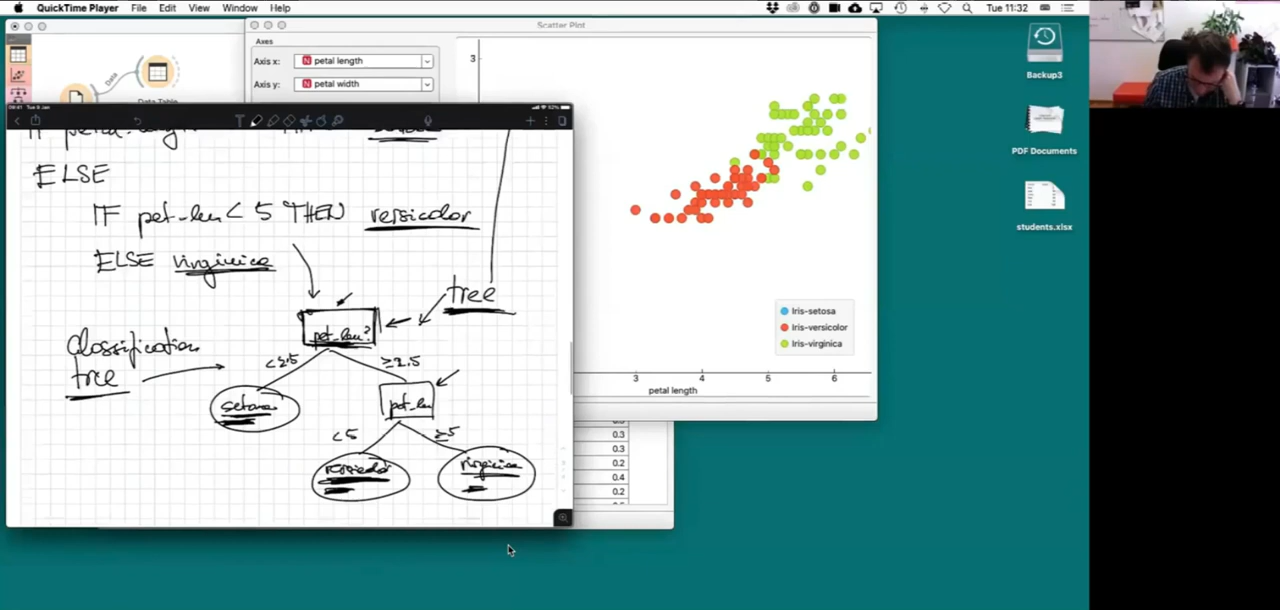 QuickTime Player File Edit View Window Help
Tue 11:32
Scatter Plot
Axes
Axis x: petal length
Axis y: petal width
Data
Data Table
3
Backup3
PDF Documents
students.xlsx
ELSE
IF pet-len < 5 THEN versicolor
ELSE virginica
tree
pet-len?
Classification
tree
<2.5
≥2.5
setosa
pet-len
<5
≥5
versicolor
virginica
Iris-setosa
Iris-versicolor
Iris-virginica
3 4 5 6
petal length
0.3
0.3
0.2
0.4
0.2